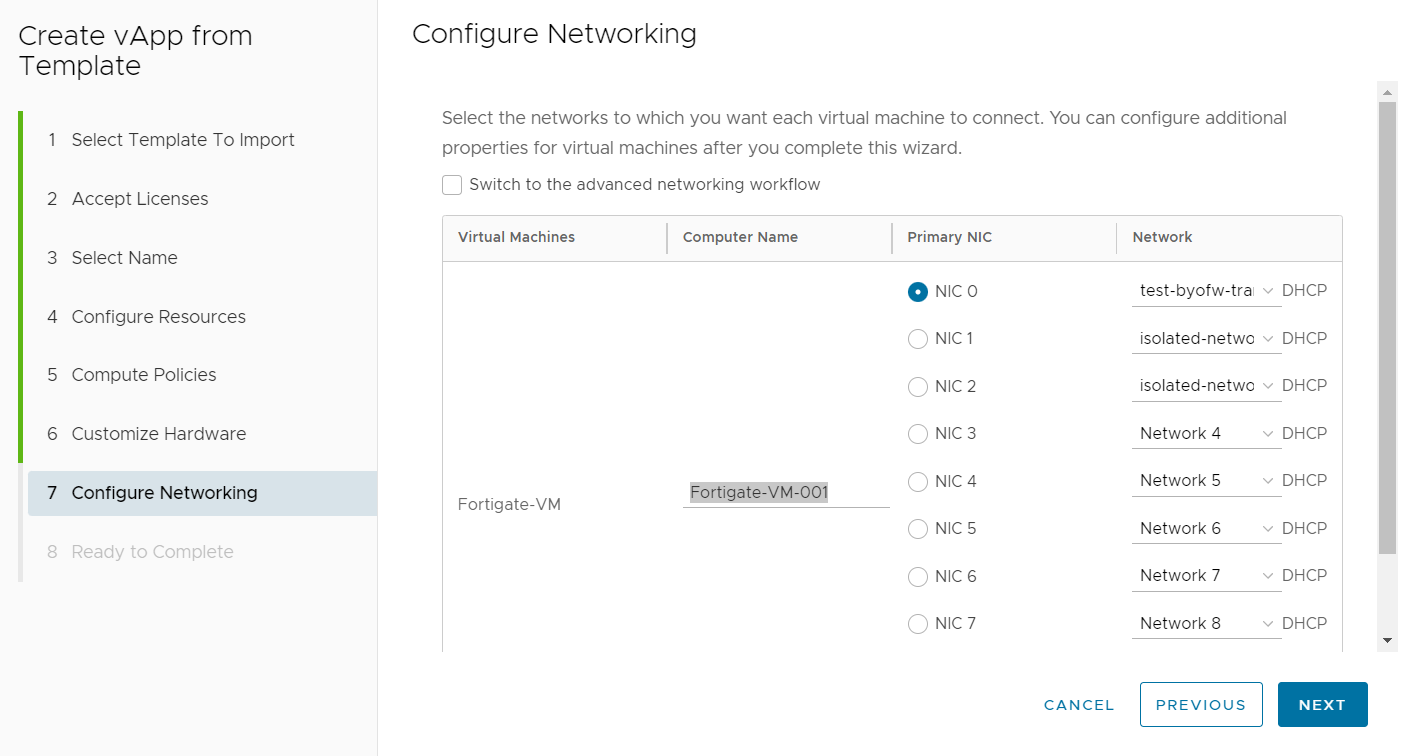 Create vApp from
Template
1 Select Template To Import
2 Accept Licenses
3 Select Name
4 Configure Resources
5 Compute Policies
6 Customize Hardware
7 Configure Networking
8 Ready to Complete
Configure Networking
Select the networks to which you want each virtual machine to connect. You can configure additional
properties for virtual machines after you complete this wizard.
Switch to the advanced networking workflow
Virtual Machines Computer Name Primary NIC Network
NIC 0 test-byofw-tra DHCP
NIC 1 isolated-netwo DHCP
NIC 2 isolated-netwo DHCP
NIC 3 Network 4 DHCP
NIC 4 Network 5 DHCP
Fortigate-VM Fortigate-VM-001
NIC 5 Network 6 DHCP
NIC 6 Network 7 DHCP
NIC 7 Network 8 DHCP
CANCEL PREVIOUS NEXT